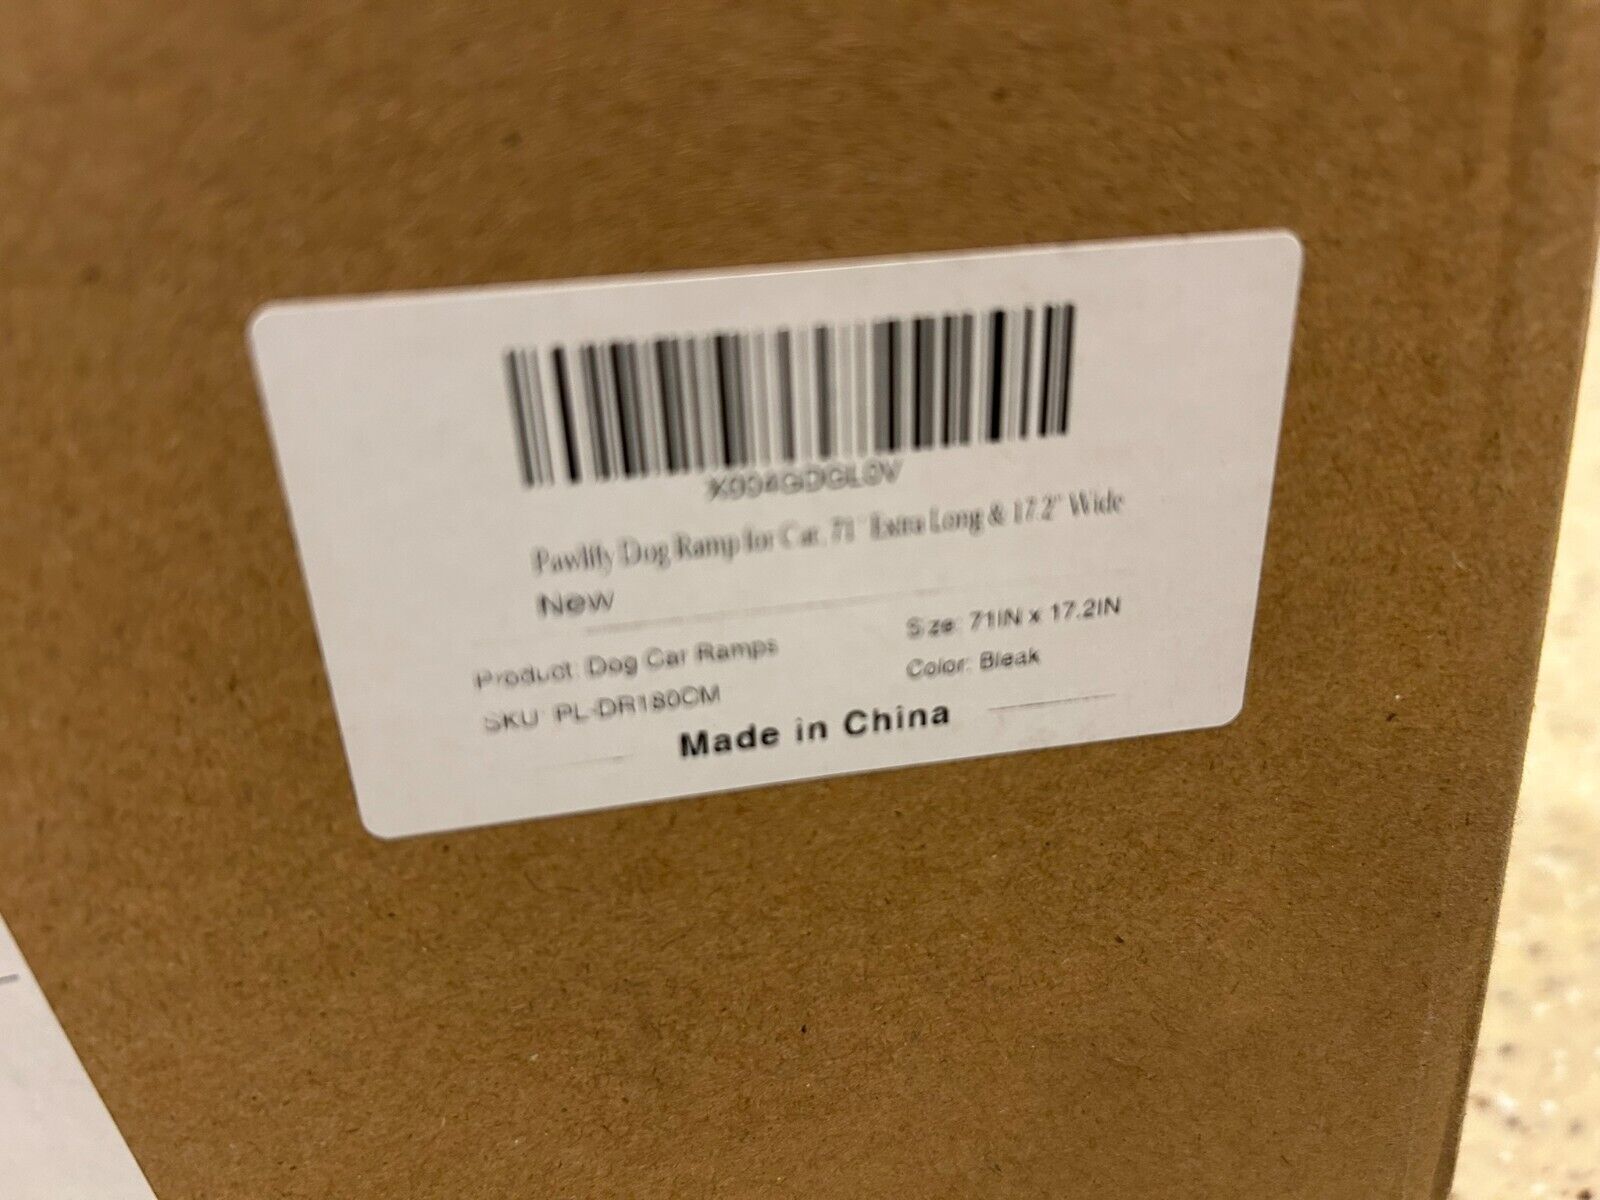 X004GDGL9V
Pawlify Dog Ramp for Car, 71" Extra Long & 17.2" Wide
New
Product: Dog Car Ramps
Size: 71IN x 17.2IN
SKU: PL-DR180CM
Color: Bleak
Made in China